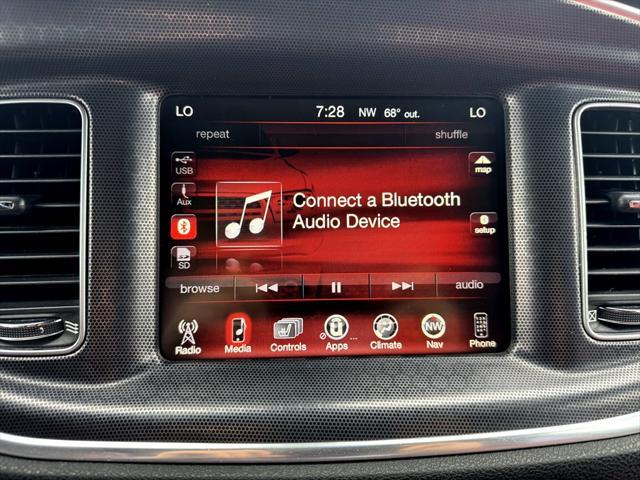 LO 7:28 NW 68° out. LO
repeat shuffle
USB
map
Aux
Connect a Bluetooth
Audio Device
setup
SD
browse audio
Radio Media Controls Apps ... Climate Nav Phone
NW